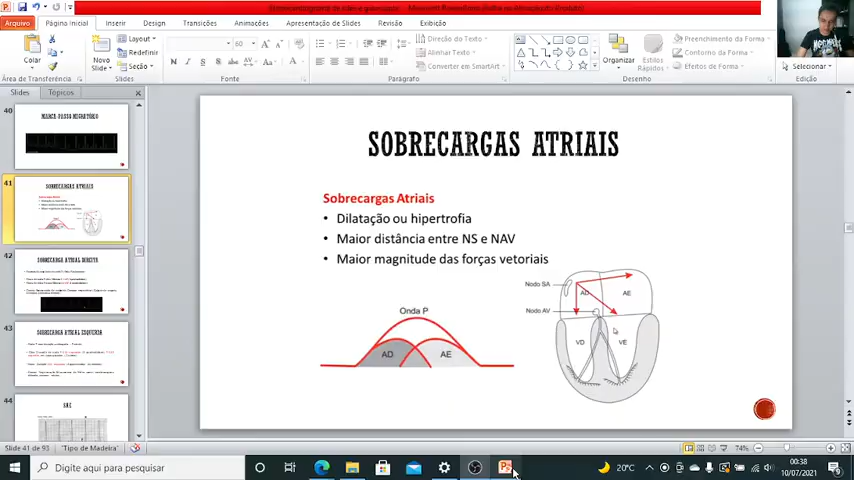 Arquivo
Página Inicial
Inserir
Design
Transições
Animações
Apresentação de Slides
Revisão
Exibição
Colar
Novo Slide
Layout
Redefinir
Seção
Direção do Texto
Alinhar Texto
Converter em SmartArt
Organizar
Estilos Rápidos
Preenchimento da Forma
Contorno da Forma
Efeitos de Forma
Selecionar
Área de Transferência
Slides
Fonte
Parágrafo
Desenho
Edição
Slides
Tópicos
40
MARCA-PASSO MIGRATÓRIO
41
SOBRECARGAS ATRIAIS
42
SOBRECARGA ATRIAL DIREITA
43
SOBRECARGA ATRIAL ESQUERDA
44
SAE
SOBRECARGAS ATRIAIS
Sobrecargas Atriais
• Dilatação ou hipertrofia
• Maior distância entre NS e NAV
• Maior magnitude das forças vetoriais
Onda P
AD
AE
Nodo SA
AD
AE
Nodo AV
VD
VE
Slide 41 de 93
"Tipo de Madeira"
74%
Digite aqui para pesquisar
20°C
00:38
10/07/2021